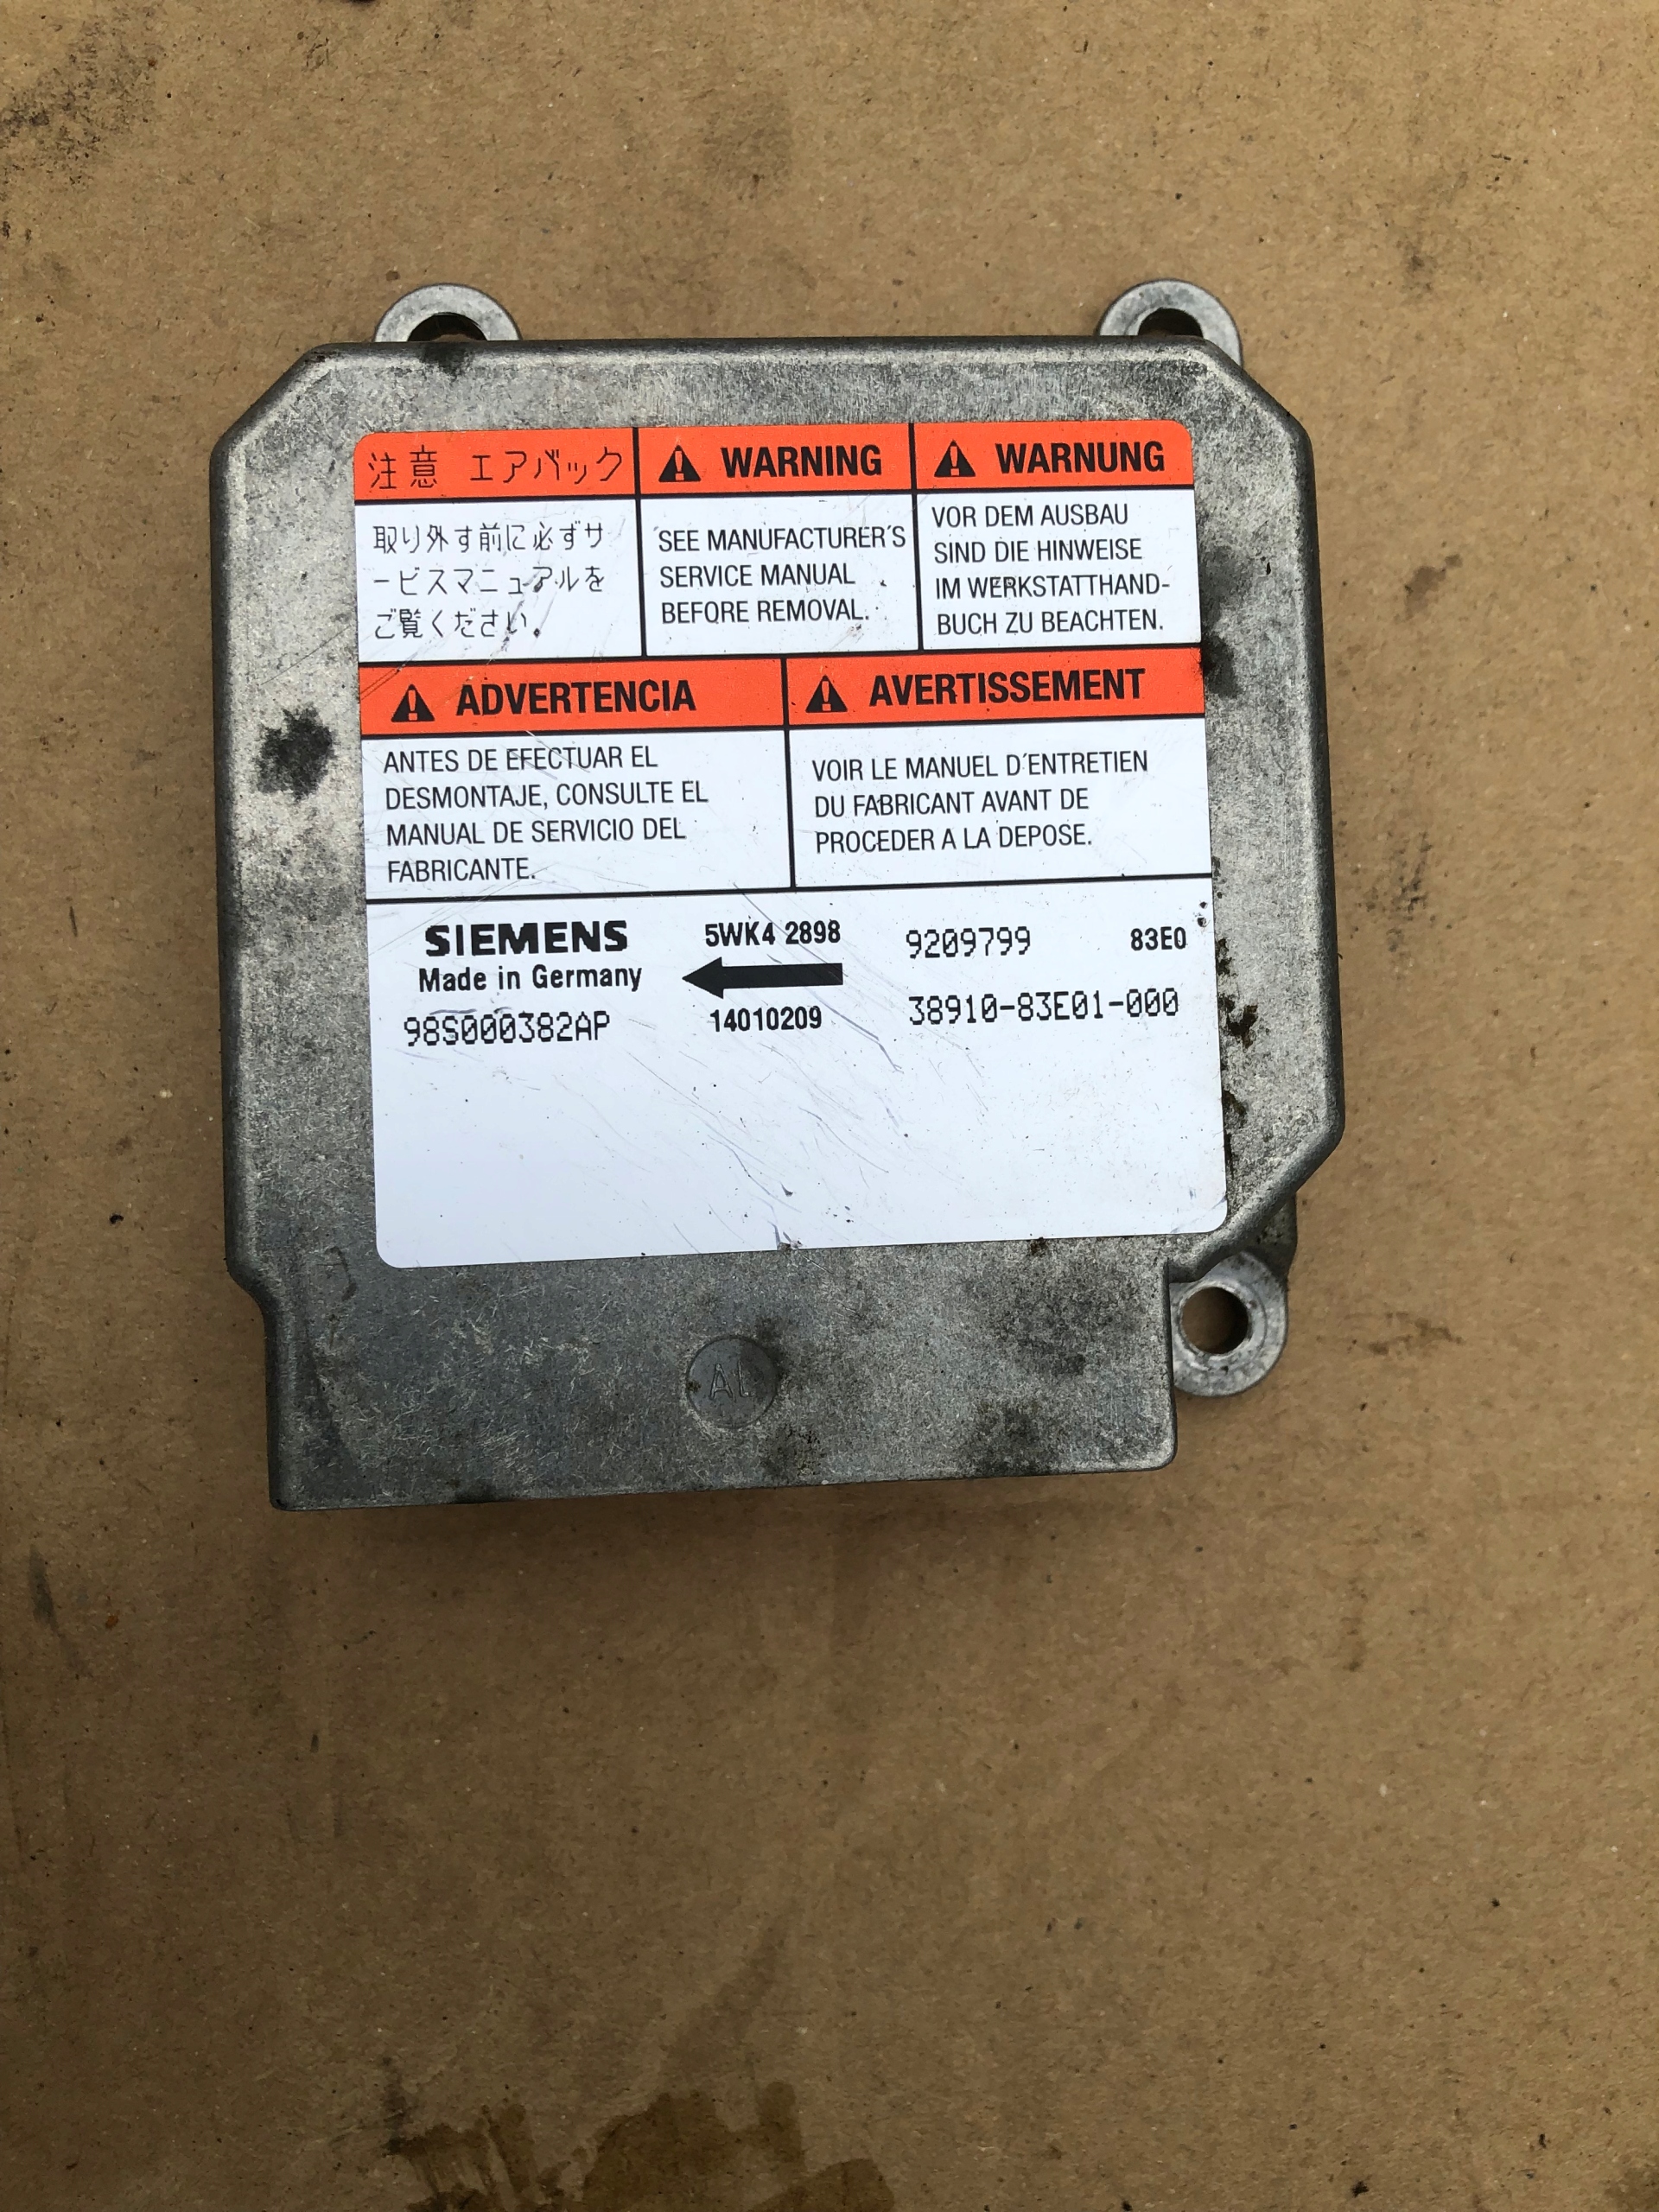 注意 エアバック
取り外す前に必ずサ
ービスマニュアルを
ご覧ください。
WARNING
SEE MANUFACTURER´S
SERVICE MANUAL
BEFORE REMOVAL.
WARNUNG
VOR DEM AUSBAU
SIND DIE HINWEISE
IM WERKSTATTHAND-
BUCH ZU BEACHTEN.
ADVERTENCIA
ANTES DE EFECTUAR EL
DESMONTAJE, CONSULTE EL
MANUAL DE SERVICIO DEL
FABRICANTE.
AVERTISSEMENT
VOIR LE MANUEL D´ENTRETIEN
DU FABRICANT AVANT DE
PROCEDER A LA DEPOSE.
SIEMENS
Made in Germany
98S000382AP
5WK4 2898
14010209
9209799 83E0
38910-83E01-000
AL